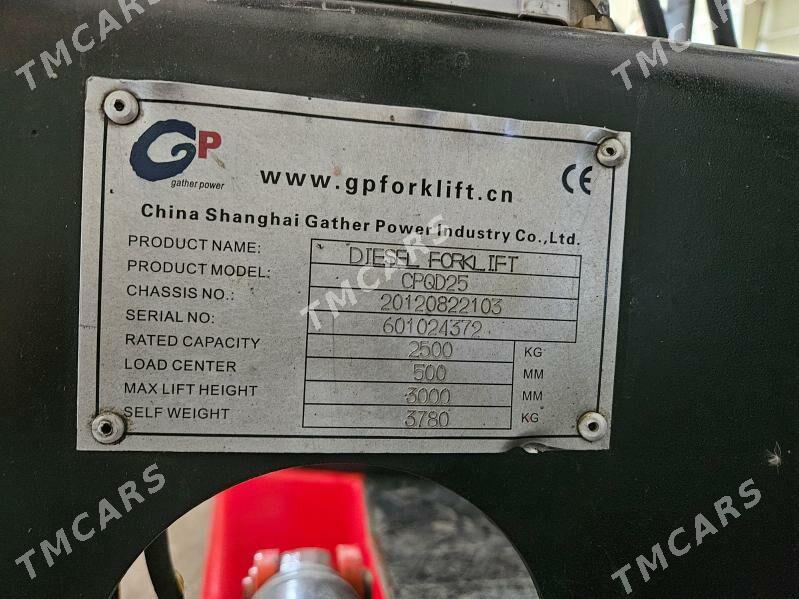 TMCARS
TMCARS
GP
gather power
www.gpforklift.cn
CE
China Shanghai Gather Power Industry Co.,Ltd.
PRODUCT NAME: DIESEL FORKLIFT
PRODUCT MODEL: CPQD25
CHASSIS NO.: 20120822103
SERIAL NO: 601024372
RATED CAPACITY 2500 KG
LOAD CENTER 500 MM
MAX LIFT HEIGHT 3000 MM
SELF WEIGHT 3780 KG
TMCARS
TMCARS
TMCARS